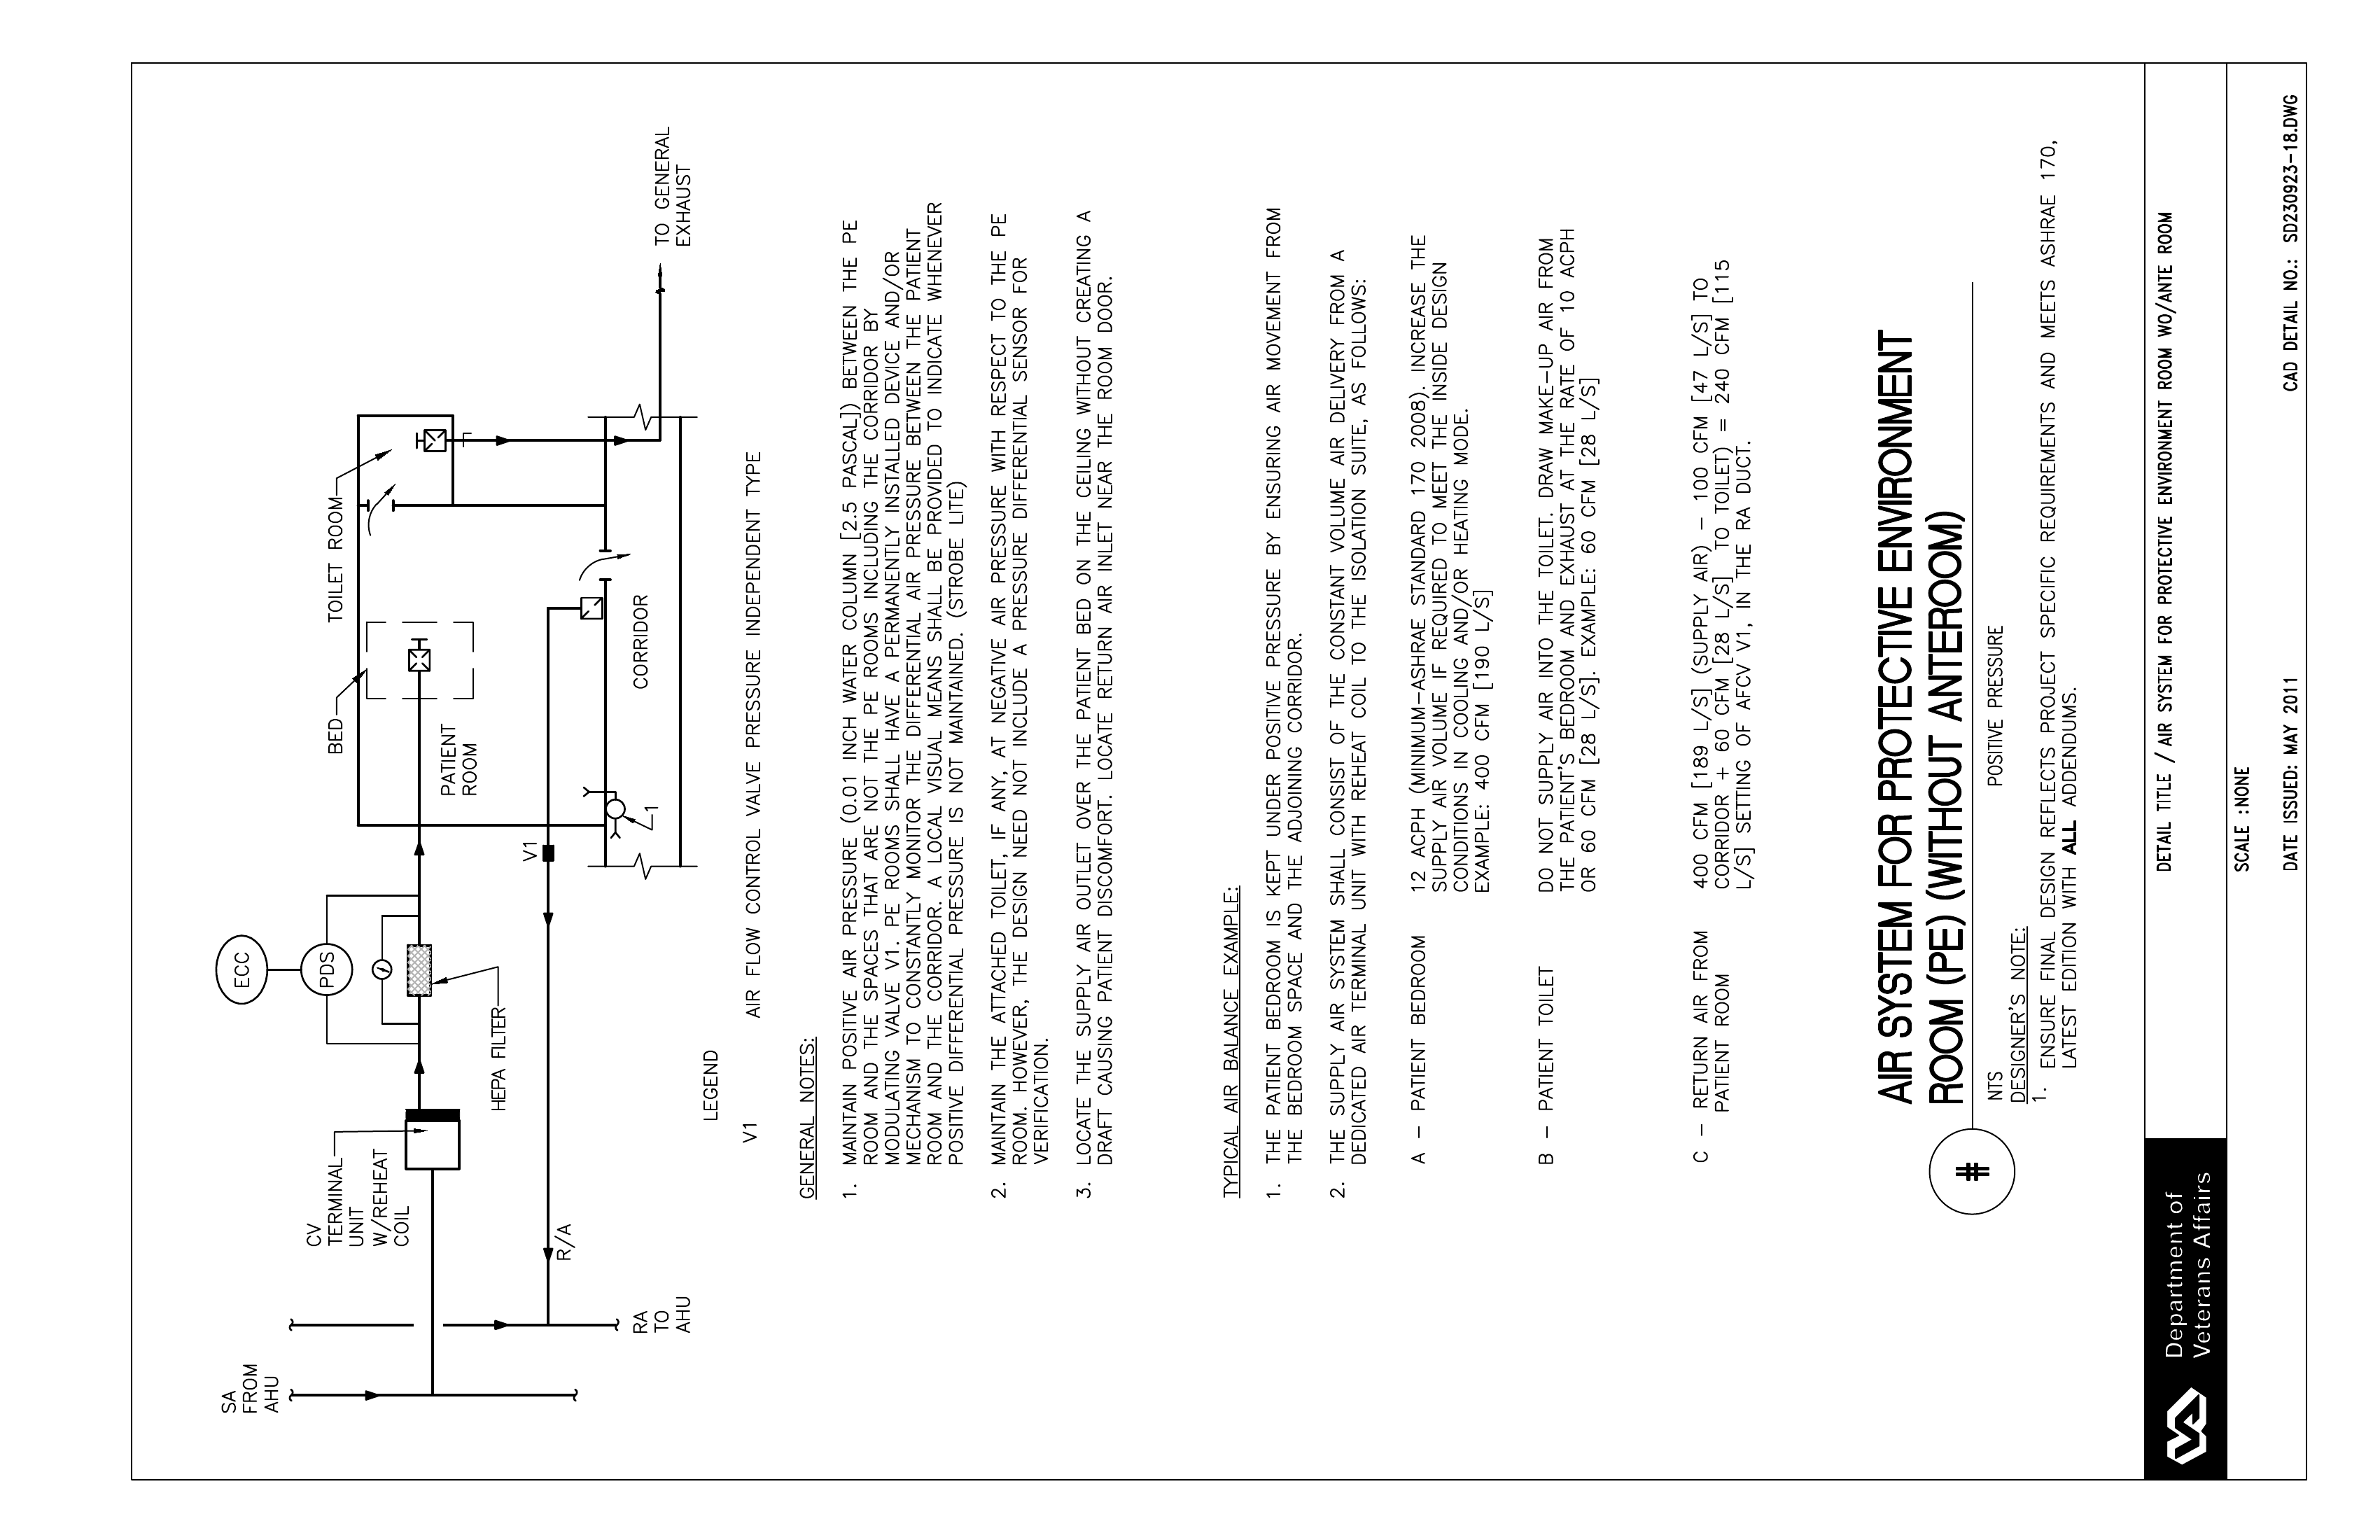 SA
FROM
AHU
RA
TO
AHU
R/A
CV
TERMINAL
UNIT
W/REHEAT
COIL
HEPA FILTER
ECC
PDS
V1
BED
PATIENT
ROOM
TOILET ROOM
CORRIDOR
1
TO GENERAL
EXHAUST
LEGEND
V1 AIR FLOW CONTROL VALVE PRESSURE INDEPENDENT TYPE
GENERAL NOTES:
1. MAINTAIN POSITIVE AIR PRESSURE (0.01 INCH WATER COLUMN [2.5 PASCAL]) BETWEEN THE PE
ROOM AND THE SPACES THAT ARE NOT THE PE ROOMS INCLUDING THE CORRIDOR BY
MODULATING VALVE V1. PE ROOMS SHALL HAVE A PERMANENTLY INSTALLED DEVICE AND/OR
MECHANISM TO CONSTANTLY MONITOR THE DIFFERENTIAL AIR PRESSURE BETWEEN THE PATIENT
ROOM AND THE CORRIDOR. A LOCAL VISUAL MEANS SHALL BE PROVIDED TO INDICATE WHENEVER
POSITIVE DIFFERENTIAL PRESSURE IS NOT MAINTAINED. (STROBE LITE)
2. MAINTAIN THE ATTACHED TOILET, IF ANY, AT NEGATIVE AIR PRESSURE WITH RESPECT TO THE PE
ROOM. HOWEVER, THE DESIGN NEED NOT INCLUDE A PRESSURE DIFFERENTIAL SENSOR FOR
VERIFICATION.
3. LOCATE THE SUPPLY AIR OUTLET OVER THE PATIENT BED ON THE CEILING WITHOUT CREATING A
DRAFT CAUSING PATIENT DISCOMFORT. LOCATE RETURN AIR INLET NEAR THE ROOM DOOR.
TYPICAL AIR BALANCE EXAMPLE:
1. THE PATIENT BEDROOM IS KEPT UNDER POSITIVE PRESSURE BY ENSURING AIR MOVEMENT FROM
THE BEDROOM SPACE AND THE ADJOINING CORRIDOR.
2. THE SUPPLY AIR SYSTEM SHALL CONSIST OF THE CONSTANT VOLUME AIR DELIVERY FROM A
DEDICATED AIR TERMINAL UNIT WITH REHEAT COIL TO THE ISOLATION SUITE, AS FOLLOWS:
A – PATIENT BEDROOM 12 ACPH (MINIMUM–ASHRAE STANDARD 170 2008). INCREASE THE
SUPPLY AIR VOLUME IF REQUIRED TO MEET THE INSIDE DESIGN
CONDITIONS IN COOLING AND/OR HEATING MODE.
EXAMPLE: 400 CFM [190 L/S]
B – PATIENT TOILET DO NOT SUPPLY AIR INTO THE TOILET. DRAW MAKE–UP AIR FROM
THE PATIENT'S BEDROOM AND EXHAUST AT THE RATE OF 10 ACPH
OR 60 CFM [28 L/S]. EXAMPLE: 60 CFM [28 L/S]
C – RETURN AIR FROM 400 CFM [189 L/S] (SUPPLY AIR) – 100 CFM [47 L/S] TO
PATIENT ROOM CORRIDOR + 60 CFM [28 L/S] TO TOILET) = 240 CFM [115
L/S] SETTING OF AFCV V1, IN THE RA DUCT.
AIR SYSTEM FOR PROTECTIVE ENVIRONMENT
ROOM (PE) (WITHOUT ANTEROOM)
#
NTS POSITIVE PRESSURE
DESIGNER'S NOTE:
1. ENSURE FINAL DESIGN REFLECTS PROJECT SPECIFIC REQUIREMENTS AND MEETS ASHRAE 170,
LATEST EDITION WITH ALL ADDENDUMS.
Department of
Veterans Affairs
DETAIL TITLE / AIR SYSTEM FOR PROTECTIVE ENVIRONMENT ROOM WO/ANTE ROOM
SCALE :NONE
DATE ISSUED: MAY 2011 CAD DETAIL NO.: SD230923-18.DWG